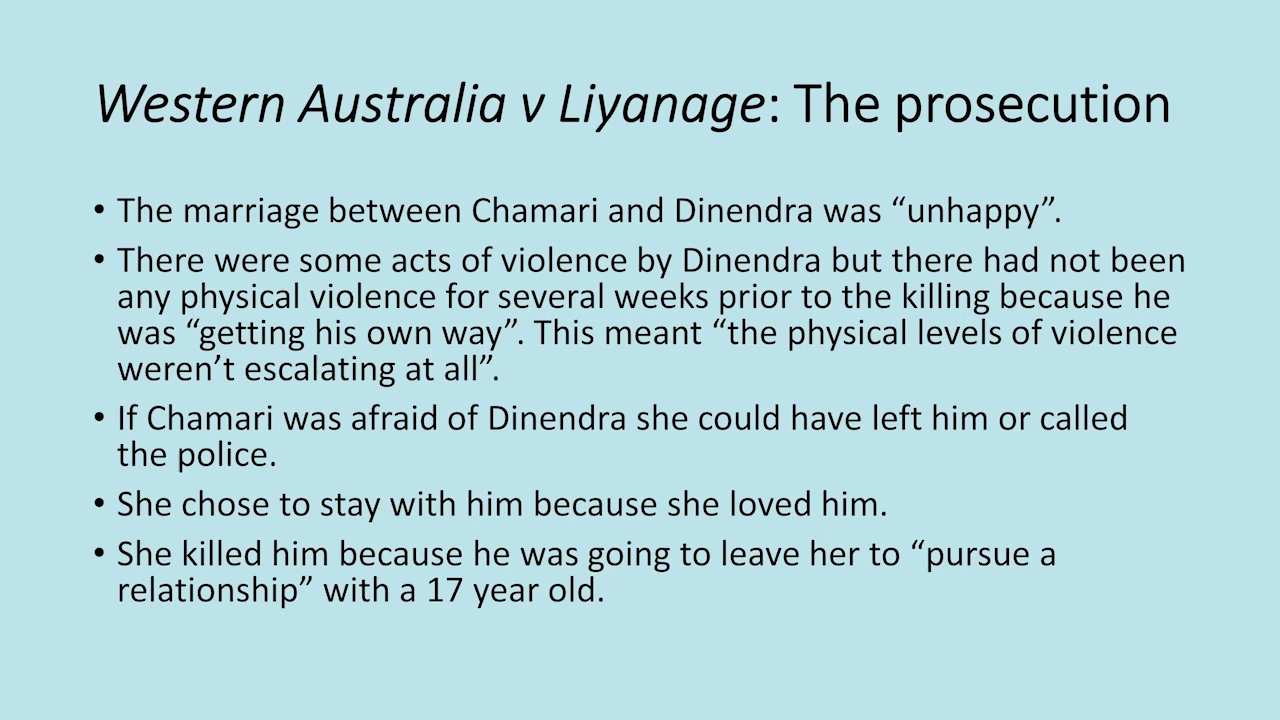 Western Australia v Liyanage: The prosecution
• The marriage between Chamari and Dinendra was “unhappy”.
• There were some acts of violence by Dinendra but there had not been
any physical violence for several weeks prior to the killing because he
was “getting his own way”. This meant “the physical levels of violence
weren’t escalating at all”.
• If Chamari was afraid of Dinendra she could have left him or called
the police.
• She chose to stay with him because she loved him.
• She killed him because he was going to leave her to “pursue a
relationship” with a 17 year old.